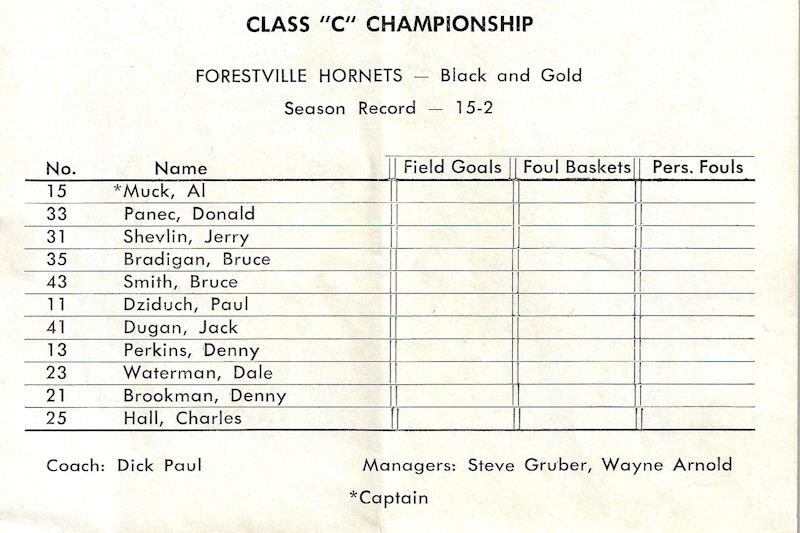 CLASS "C" CHAMPIONSHIP
FORESTVILLE HORNETS — Black and Gold
Season Record — 15-2
No. Name Field Goals Foul Baskets Pers. Fouls
15 *Muck, Al
33 Panec, Donald
31 Shevlin, Jerry
35 Bradigan, Bruce
43 Smith, Bruce
11 Dziduch, Paul
41 Dugan, Jack
13 Perkins, Denny
23 Waterman, Dale
21 Brookman, Denny
25 Hall, Charles
Coach: Dick Paul Managers: Steve Gruber, Wayne Arnold
*Captain